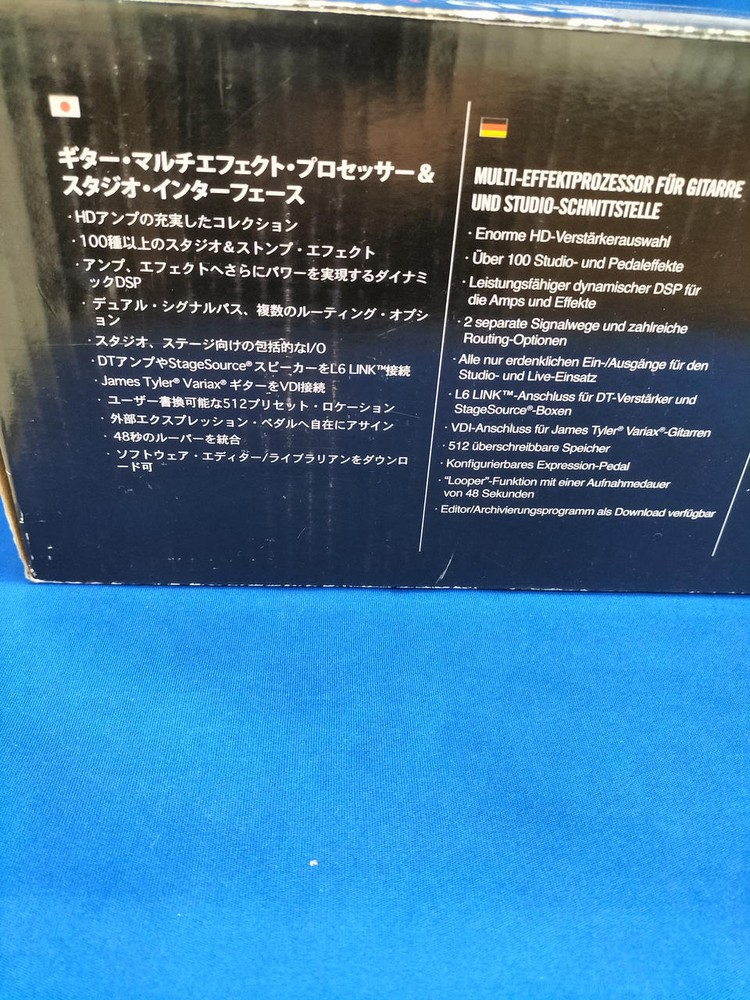 ギター・マルチエフェクト・プロセッサー&
スタジオ・インターフェース
・HDアンプの充実したコレクション
・100種以上のスタジオ&ストンプ・エフェクト
・アンプ、エフェクトへさらにパワーを実現するダイナミ
ックDSP
・デュアル・シグナルパス、複数のルーティング・オプシ
ョン
・スタジオ、ステージ向けの包括的なI/O
・DTアンプやStageSource®スピーカーをL6 LINK™接続
・James Tyler® Variax® ギターをVDI接続
・ユーザー書換可能な512プリセット・ロケーション
・外部エクスプレッション・ペダルへ自在にアサイン
・48秒のルーパーを統合
・ソフトウェア・エディター/ライブラリアンをダウンロ
ード可
MULTI-EFFEKTPROZESSOR FÜR GITARRE
UND STUDIO-SCHNITTSTELLE
· Enorme HD-Verstärkerauswahl
· Über 100 Studio- und Pedaleffekte
· Leistungsfähiger dynamischer DSP für
die Amps und Effekte
· 2 separate Signalwege und zahlreiche
Routing-Optionen
· Alle nur erdenklichen Ein-/Ausgänge für den
Studio- und Live-Einsatz
· L6 LINK™-Anschluss für DT-Verstärker und
StageSource®-Boxen
· VDI-Anschluss für James Tyler® Variax®-Gitarren
· 512 überschreibbare Speicher
· Konfigurierbares Expression-Pedal
· "Looper"-Funktion mit einer Aufnahmedauer
von 48 Sekunden
· Editor/Archivierungsprogramm als Download verfügbar